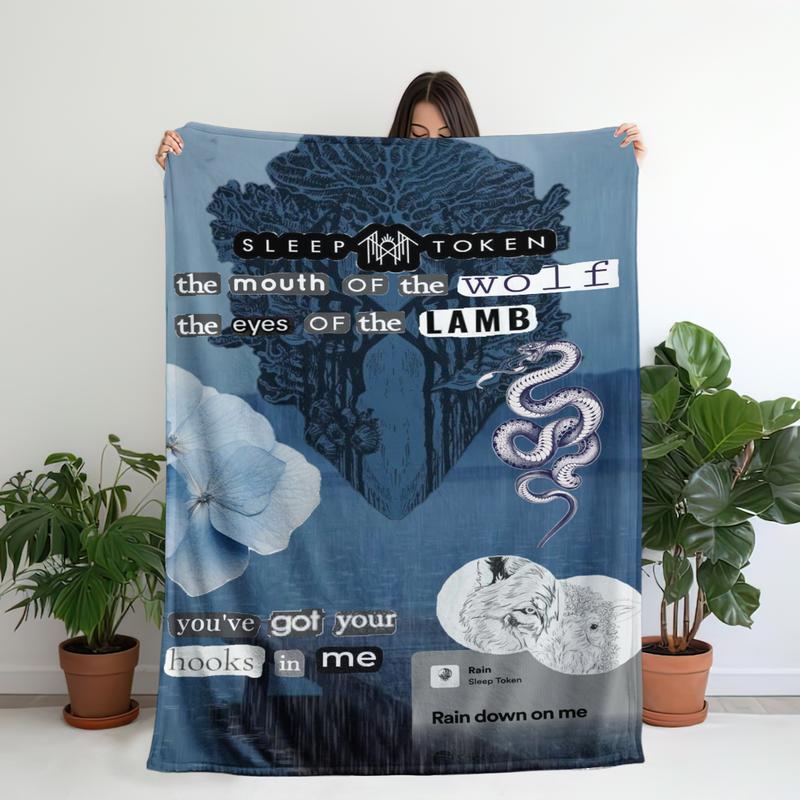 SLEEP TOKEN
the mouth OF the wolf
the eyes OF the LAMB
you've got your
hooks in me
Rain
Sleep Token
Rain down on me